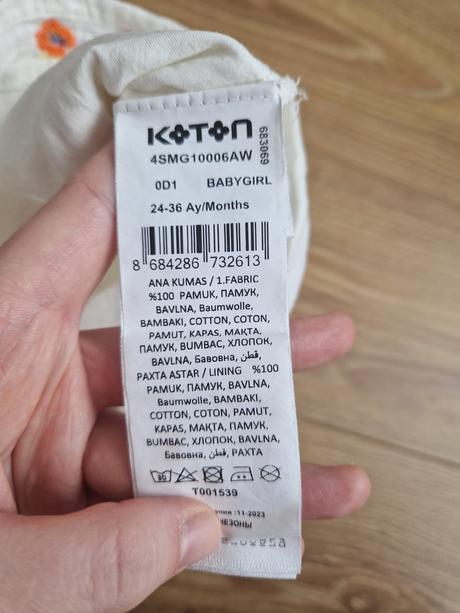 KOTON
683069
4SMG10006AW
0D1 BABYGIRL
24-36 Ay/Months
8 684286 732613
ANA KUMAS / 1.FABRIC
%100 PAMUK, ПАМУК,
BAVLNA, Baumwolle,
BAMBAKI, COTTON, COTON,
PAMUT, KAPAS, МАҚТА,
ПАМУК, BUMBAC, ХЛОПОК,
BAVLNA, Бавовна, قطن,
PAXTA ASTAR / LINING %100
PAMUK, ПАМУК, BAVLNA,
Baumwolle, BAMBAKI,
COTTON, COTON, PAMUT,
KAPAS, МАҚТА, ПАМУК,
BUMBAC, ХЛОПОК, BAVLNA,
Бавовна, قطن, PAXTA
30
T001539
:11-2023